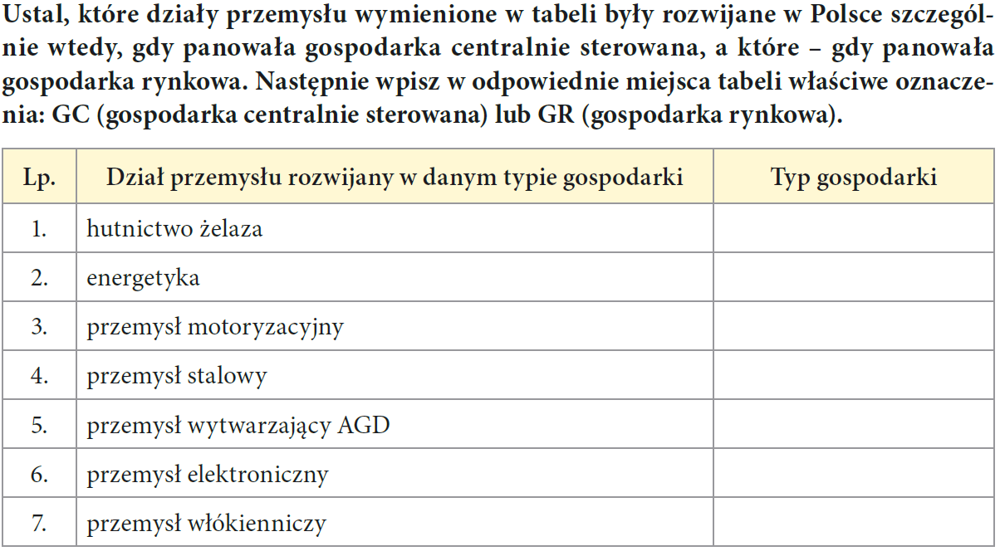 Ustal, które działy przemysłu wymienione w tabeli były rozwijane w Polsce szczegól-
nie wtedy, gdy panowała gospodarka centralnie sterowana, a które – gdy panowała
gospodarka rynkowa. Następnie wpisz w odpowiednie miejsca tabeli właściwe oznacze-
nia: GC (gospodarka centralnie sterowana) lub GR (gospodarka rynkowa).
Lp. Dział przemysłu rozwijany w danym typie gospodarki Typ gospodarki
1. hutnictwo żelaza
2. energetyka
3. przemysł motoryzacyjny
4. przemysł stalowy
5. przemysł wytwarzający AGD
6. przemysł elektroniczny
7. przemysł włókienniczy